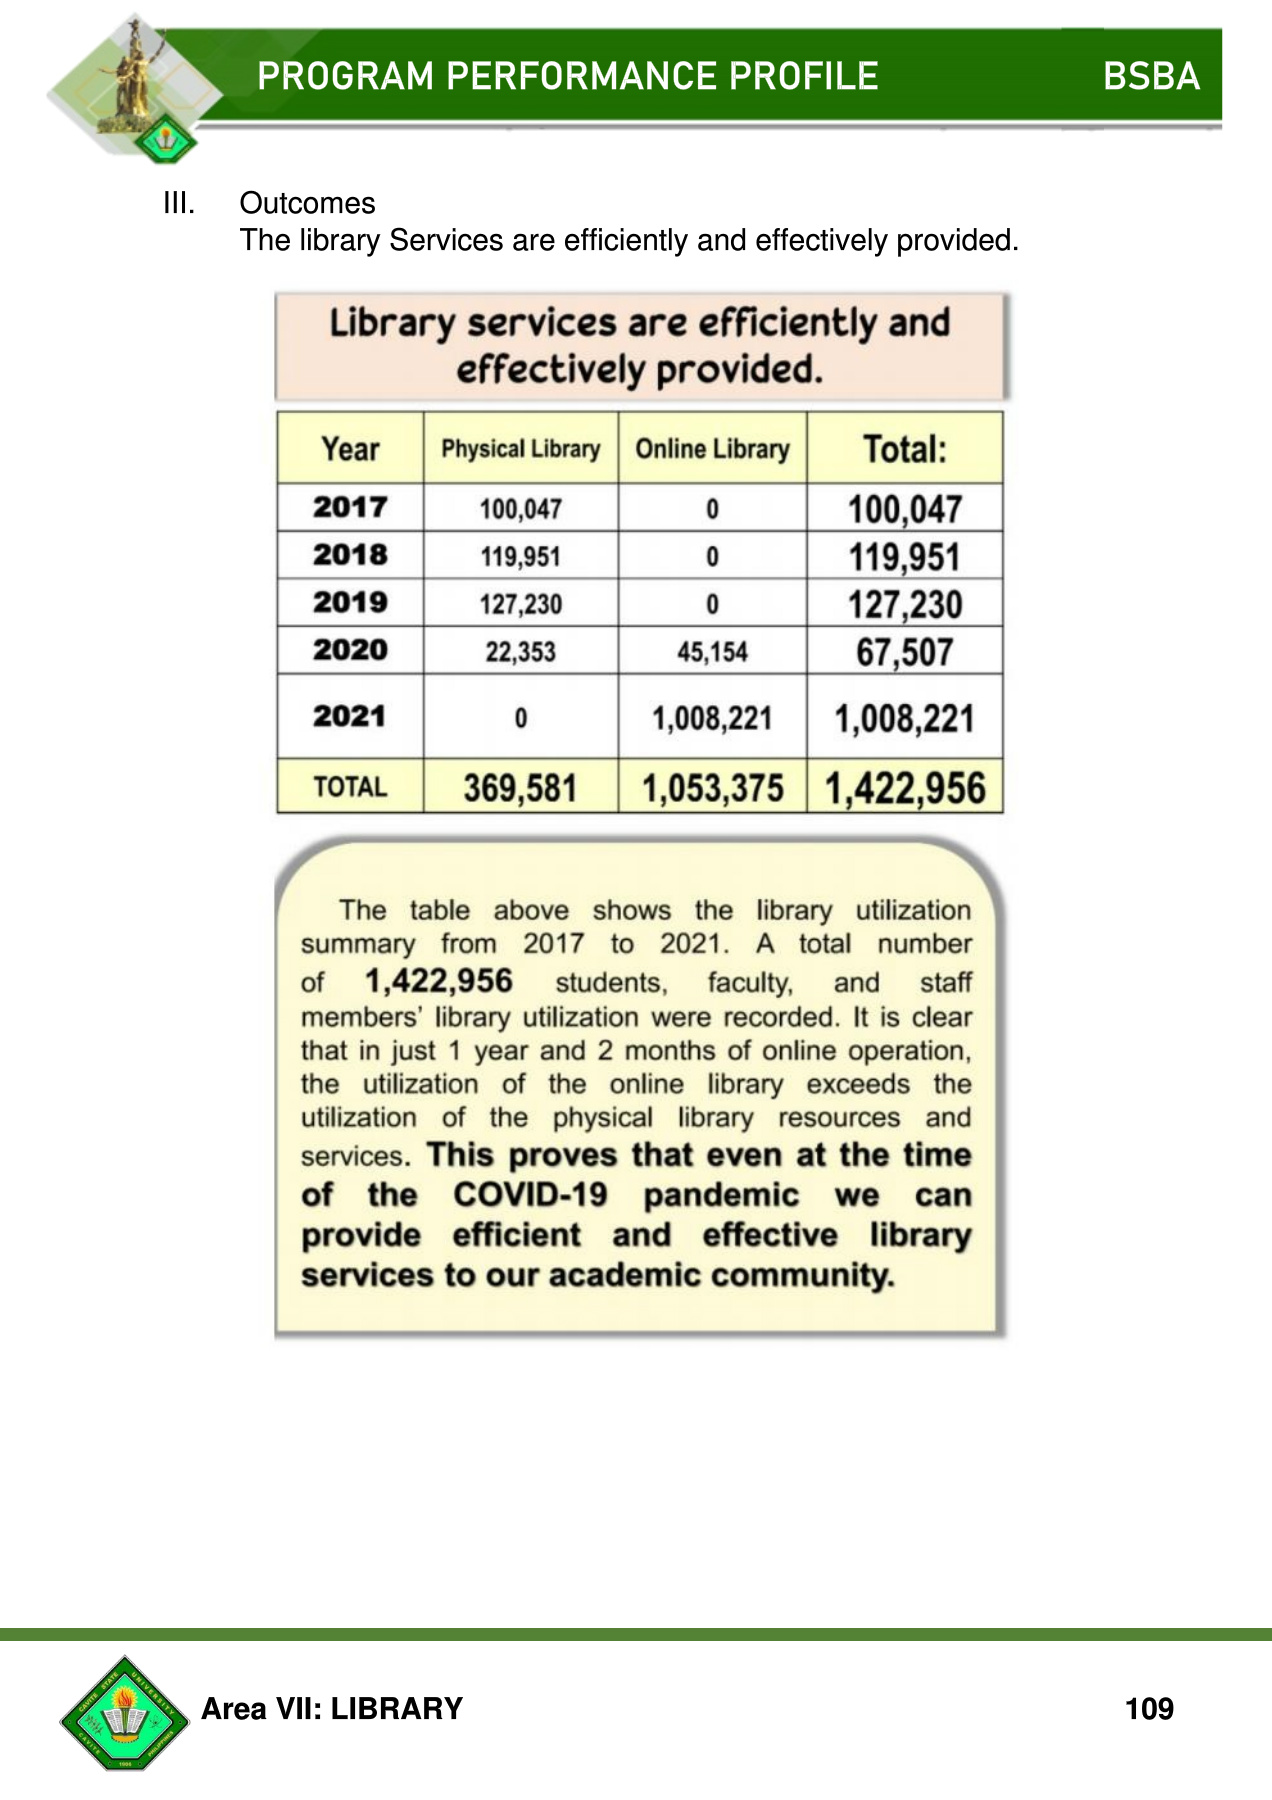 PROGRAM PERFORMANCE PROFILE BSBA
III. Outcomes
The library Services are efficiently and effectively provided.
Library services are efficiently and
effectively provided.
Year Physical Library Online Library Total:
2017 100,047 0 100,047
2018 119,951 0 119,951
2019 127,230 0 127,230
2020 22,353 45,154 67,507
2021 0 1,008,221 1,008,221
TOTAL 369,581 1,053,375 1,422,956
The table above shows the library utilization
summary from 2017 to 2021. A total number
of 1,422,956 students, faculty, and staff
members’ library utilization were recorded. It is clear
that in just 1 year and 2 months of online operation,
the utilization of the online library exceeds the
utilization of the physical library resources and
services. This proves that even at the time
of the COVID-19 pandemic we can
provide efficient and effective library
services to our academic community.
CAVITE STATE UNIVERSITY
CAVITE PHILIPPINES
1906
Area VII: LIBRARY 109